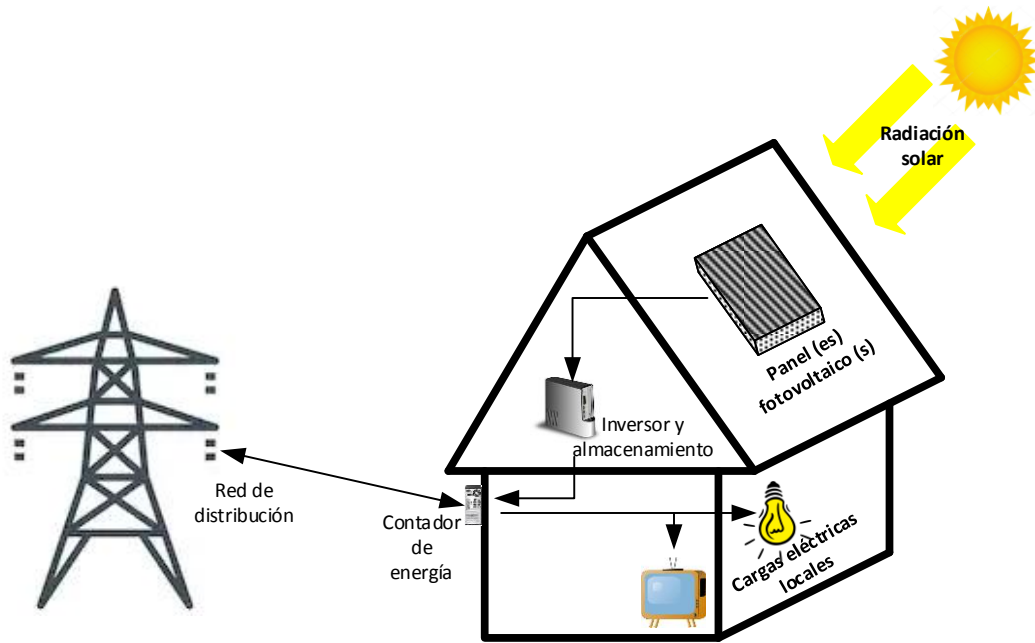 Radiación
solar
Panel (es)
fotovoltaico (s)
Inversor y
almacenamiento
Red de
distribución
Contador
de
energía
Cargas eléctricas
locales